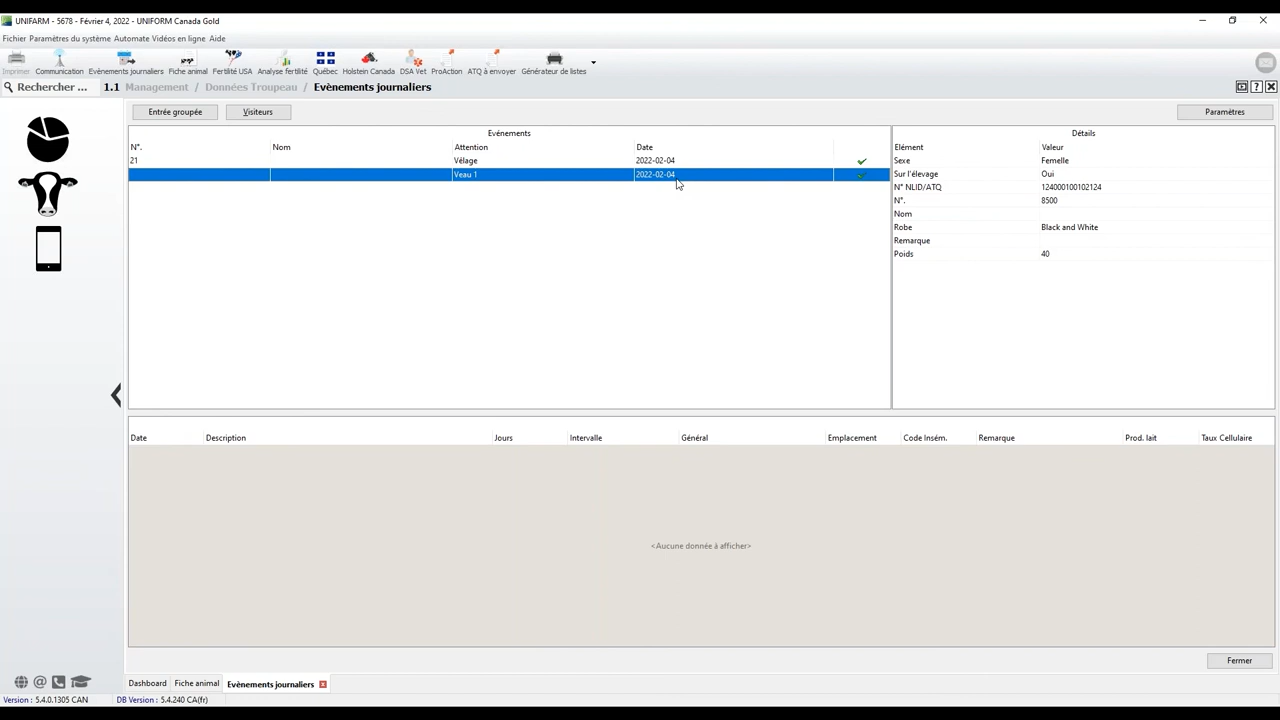 UNIFARM - 5678 - Février 4, 2022 - UNIFORM Canada Gold
Fichier Paramètres du système Automate Vidéos en ligne Aide
Imprimer Communication Evènements journaliers Fiche animal Fertilité USA Analyse fertilité Québec Holstein Canada DSA Vet ProAction ATQ à envoyer Générateur de listes
Rechercher ... 1.1 Management / Données Troupeau / Evènements journaliers
Entrée groupée Visiteurs Paramètres
Evénements Détails
N°. Nom Attention Date Elément Valeur
21 Vêlage 2022-02-04 Sexe Femelle
Veau 1 2022-02-04 Sur l'élevage Oui
N° NLID/ATQ 124000100102124
N°. 8500
Nom
Robe Black and White
Remarque
Poids 40
Date Description Jours Intervalle Général Emplacement Code Insém. Remarque Prod. lait Taux Cellulaire
<Aucune donnée à afficher>
Fermer
Dashboard Fiche animal Evènements journaliers
Version : 5.4.0.1305 CAN DB Version : 5.4.240 CA(fr)